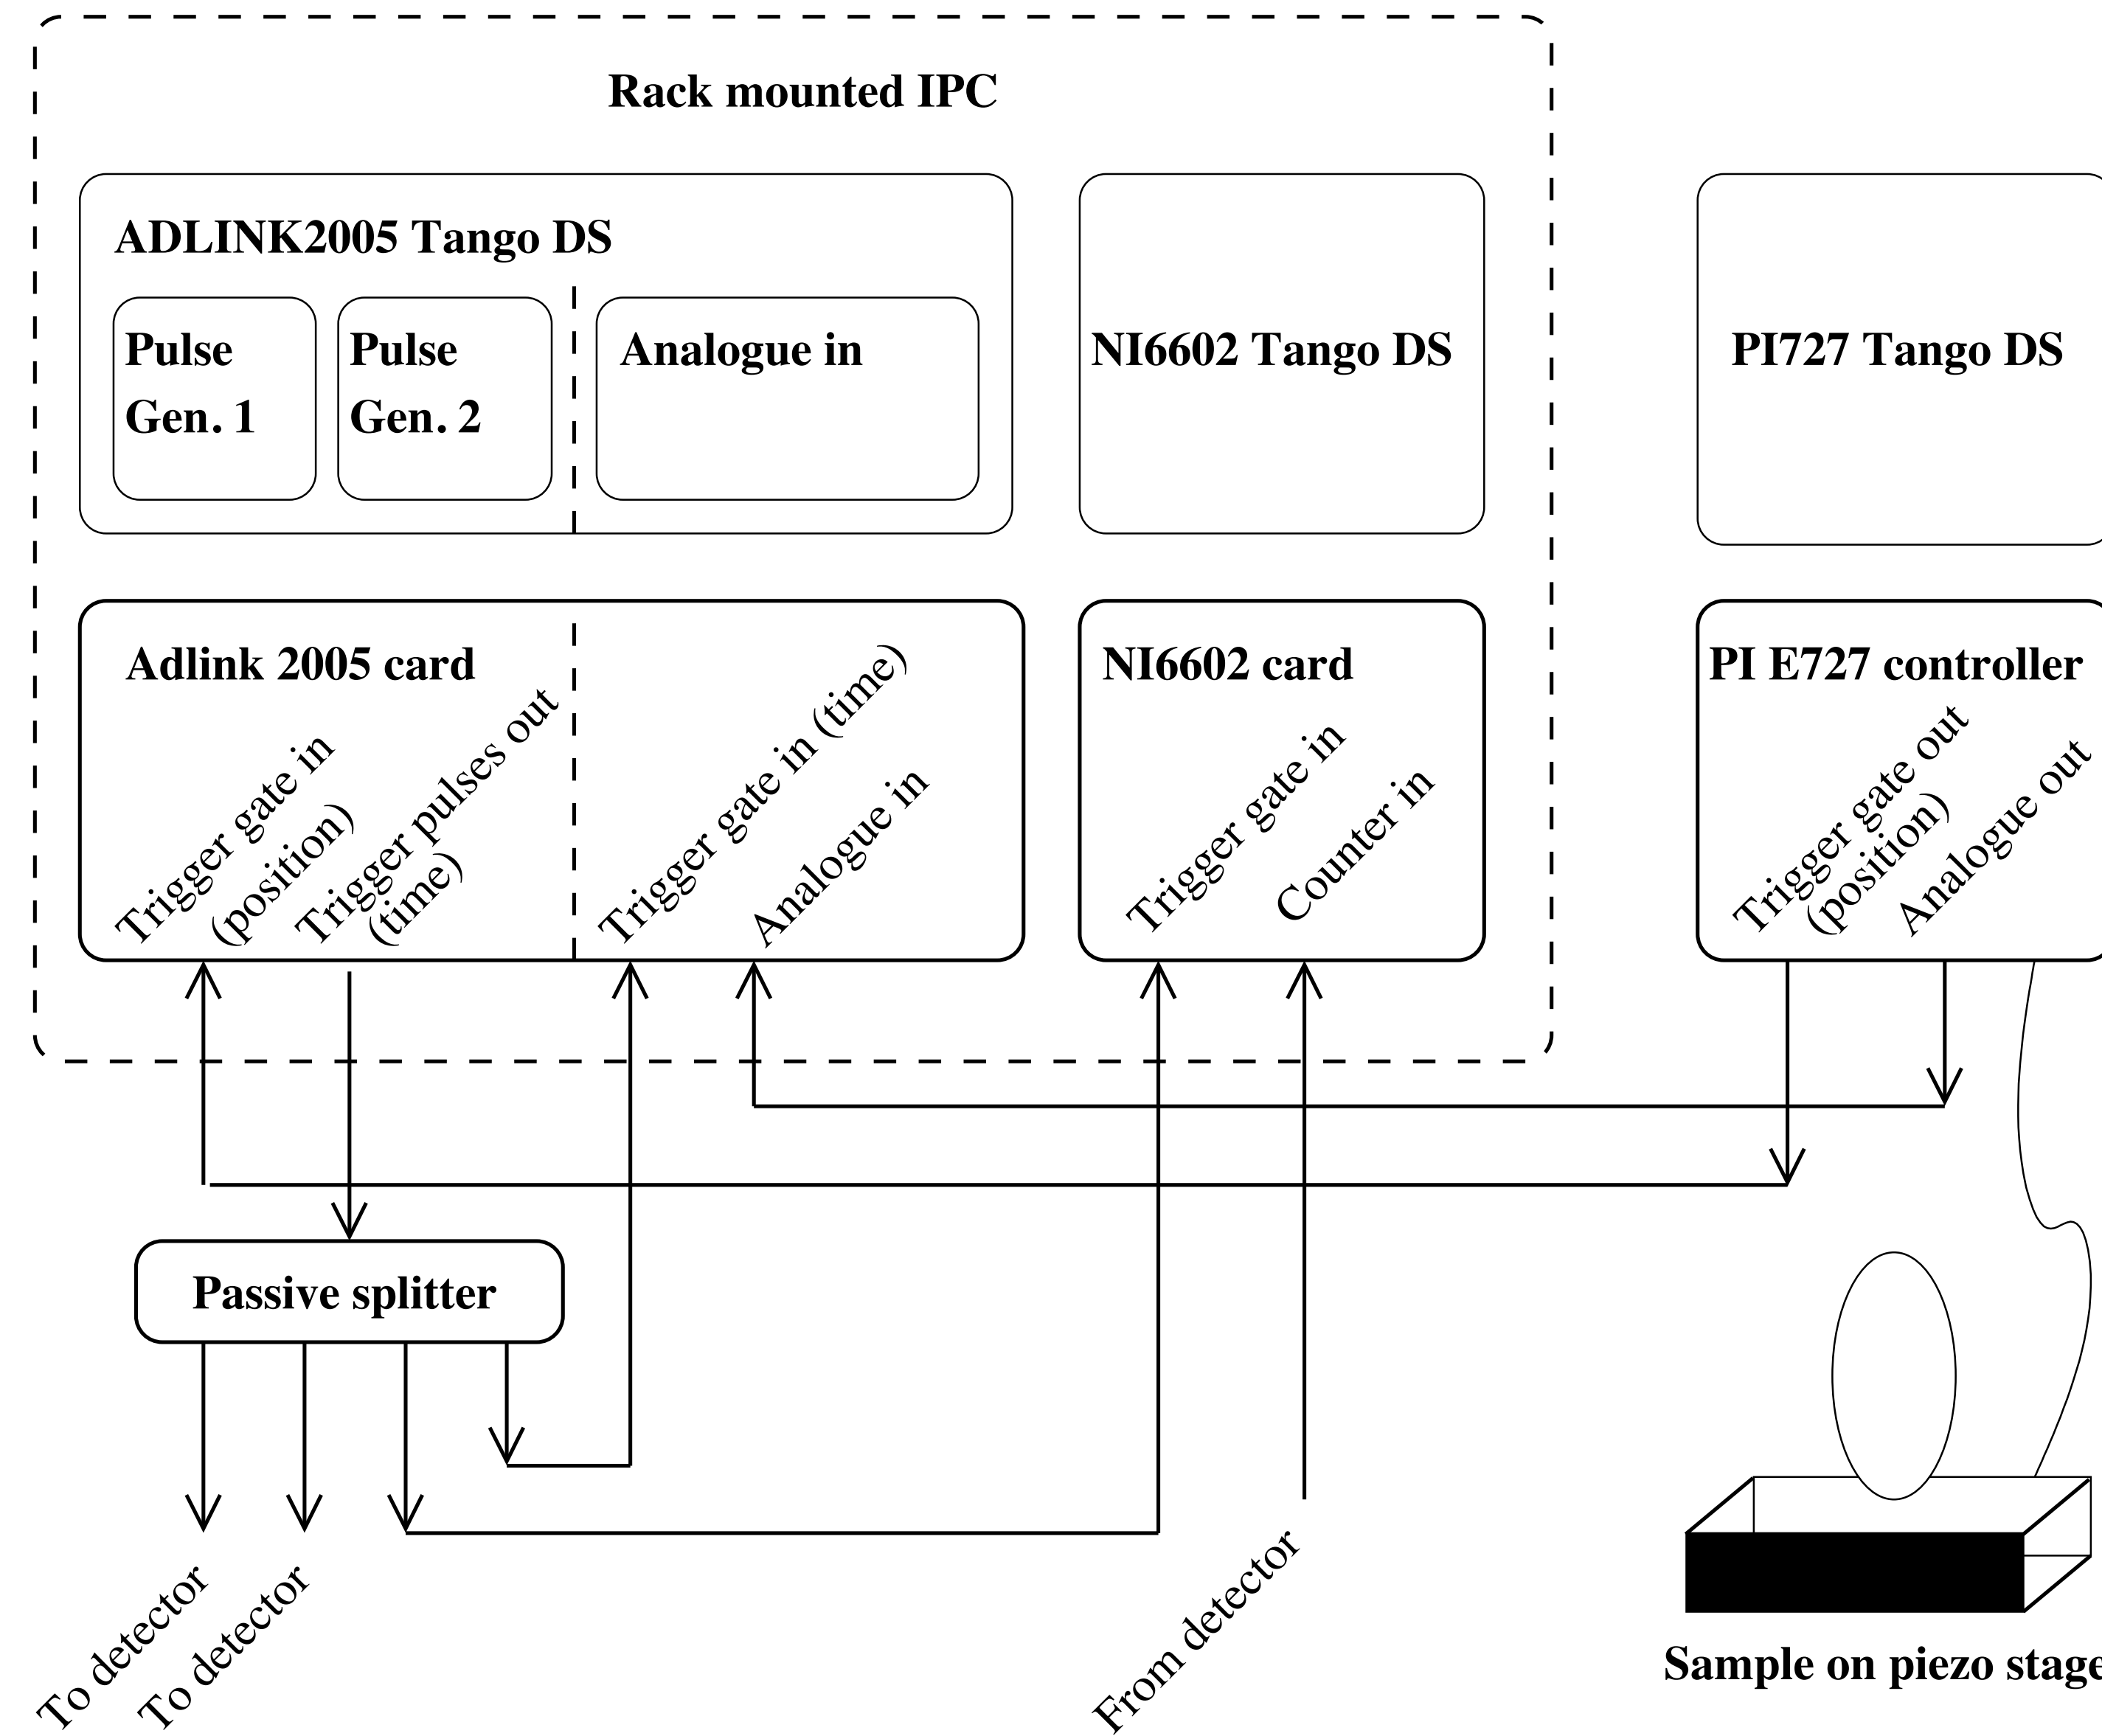 Rack mounted IPC
ADLINK2005 Tango DS
Pulse
Gen. 1
Pulse
Gen. 2
Analogue in
NI6602 Tango DS
PI727 Tango DS
Adlink 2005 card
Trigger gate in
(position)
Trigger pulses out
(time)
Trigger gate in (time)
Analogue in
NI6602 card
Trigger gate in
Counter in
PI E727 controller
Trigger gate out
(position)
Analogue out
Passive splitter
To detector
To detector
From detector
Sample on piezo stage